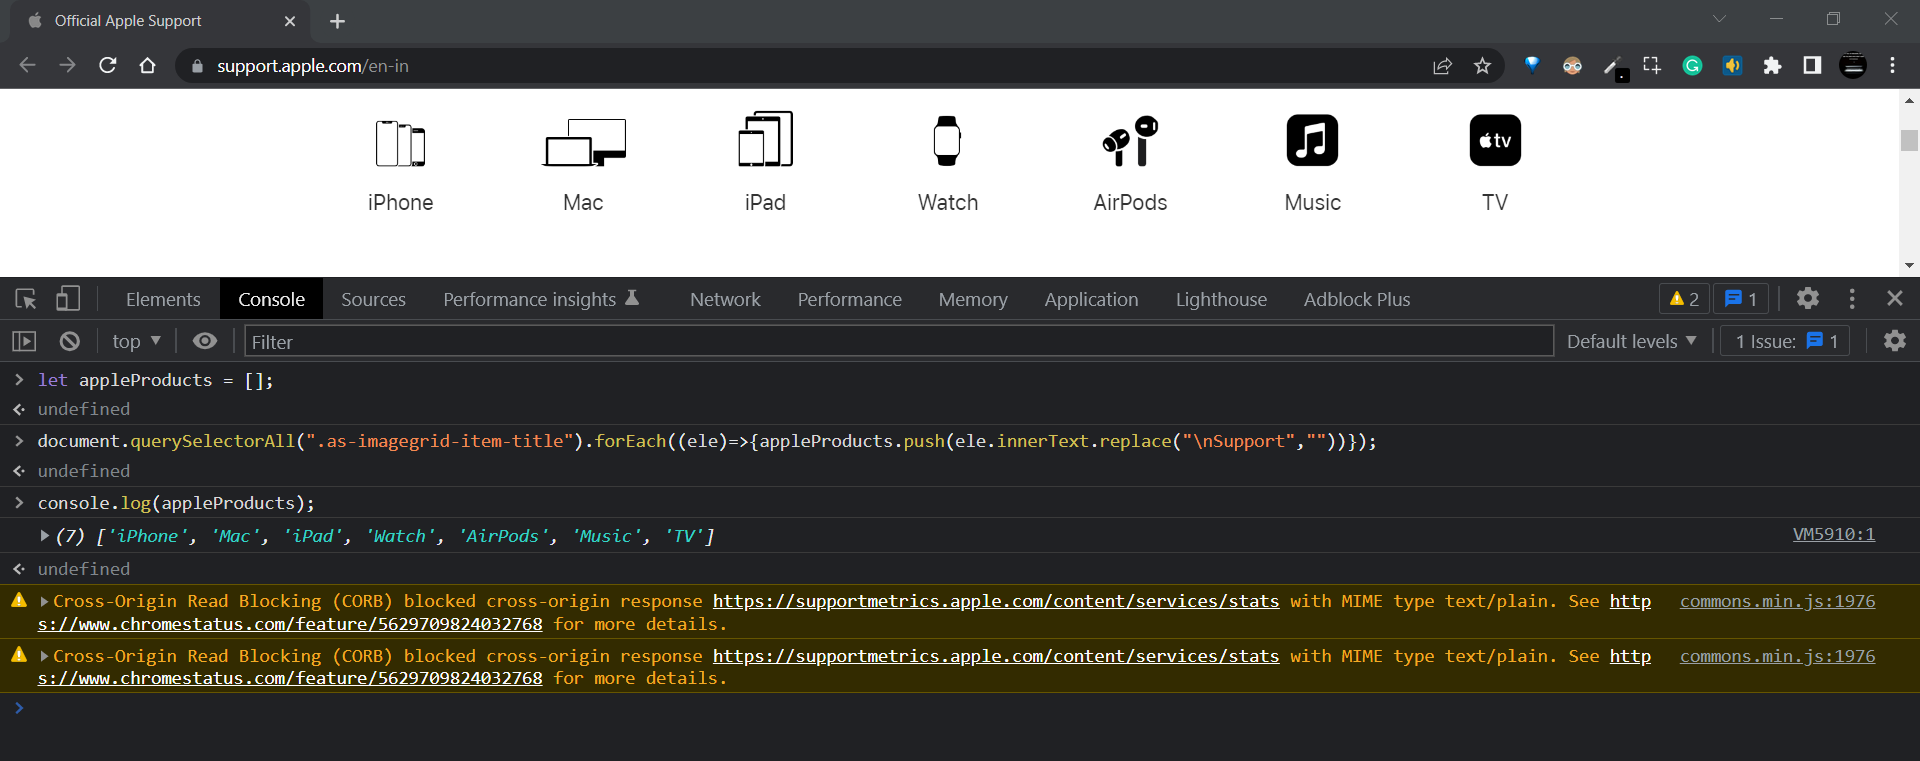 Official Apple Support
support.apple.com/en-in
tv
iPhone Mac iPad Watch AirPods Music TV
Elements Console Sources Performance insights Network Performance Memory Application Lighthouse Adblock Plus 2 1
top Filter Default levels 1 Issue: 1
let appleProducts = [];
undefined
document.querySelectorAll(".as-imagegrid-item-title").forEach((ele)=>{appleProducts.push(ele.innerText.replace("\nSupport",""))});
undefined
console.log(appleProducts);
(7) ['iPhone', 'Mac', 'iPad', 'Watch', 'AirPods', 'Music', 'TV'] VM5910:1
undefined
Cross-Origin Read Blocking (CORB) blocked cross-origin response https://supportmetrics.apple.com/content/services/stats with MIME type text/plain. See http commons.min.js:1976
s://www.chromestatus.com/feature/5629709824032768 for more details.
Cross-Origin Read Blocking (CORB) blocked cross-origin response https://supportmetrics.apple.com/content/services/stats with MIME type text/plain. See http commons.min.js:1976
s://www.chromestatus.com/feature/5629709824032768 for more details.